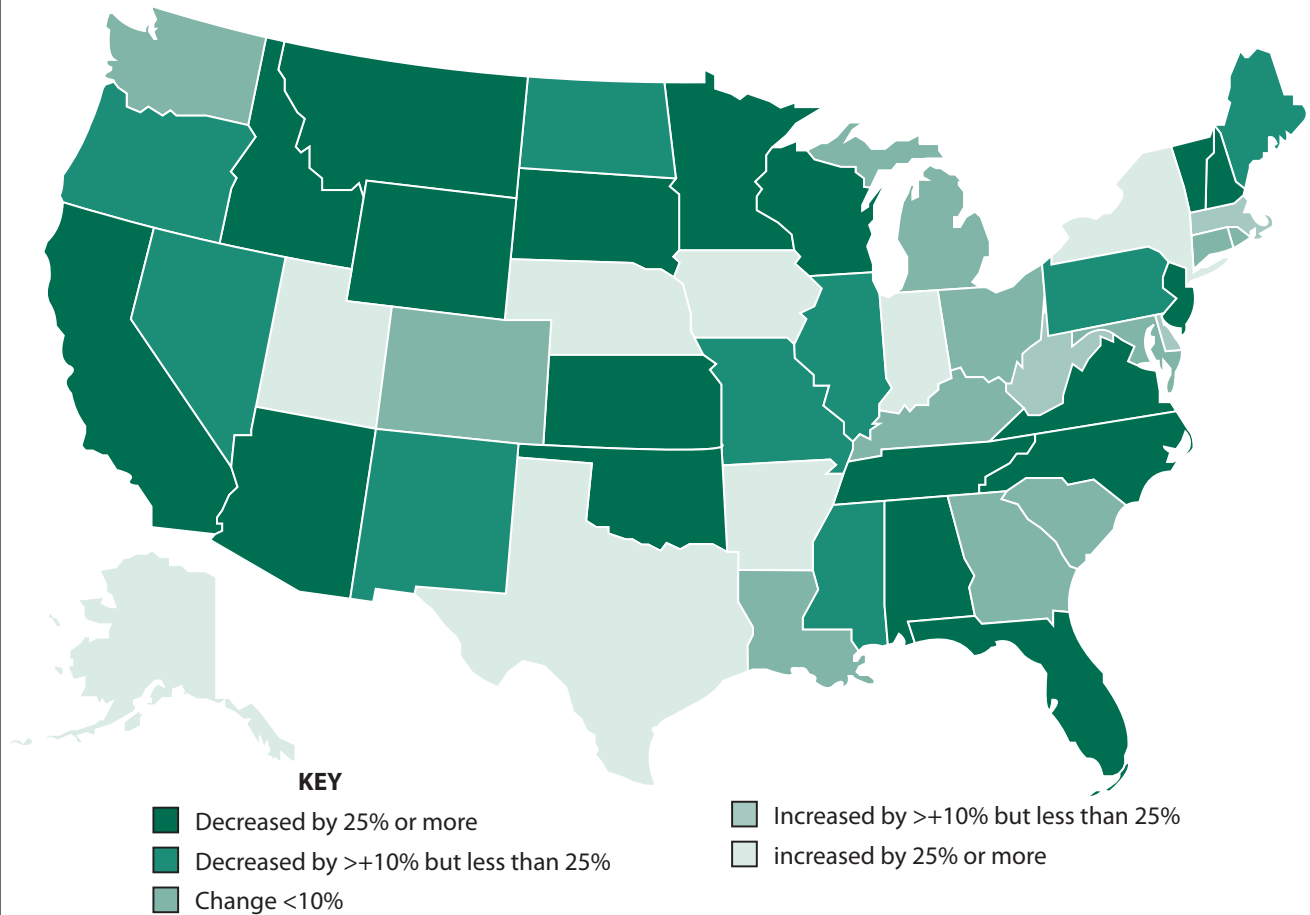 KEY
Decreased by 25% or more
Decreased by >+10% but less than 25%
Change <10%
Increased by >+10% but less than 25%
increased by 25% or more